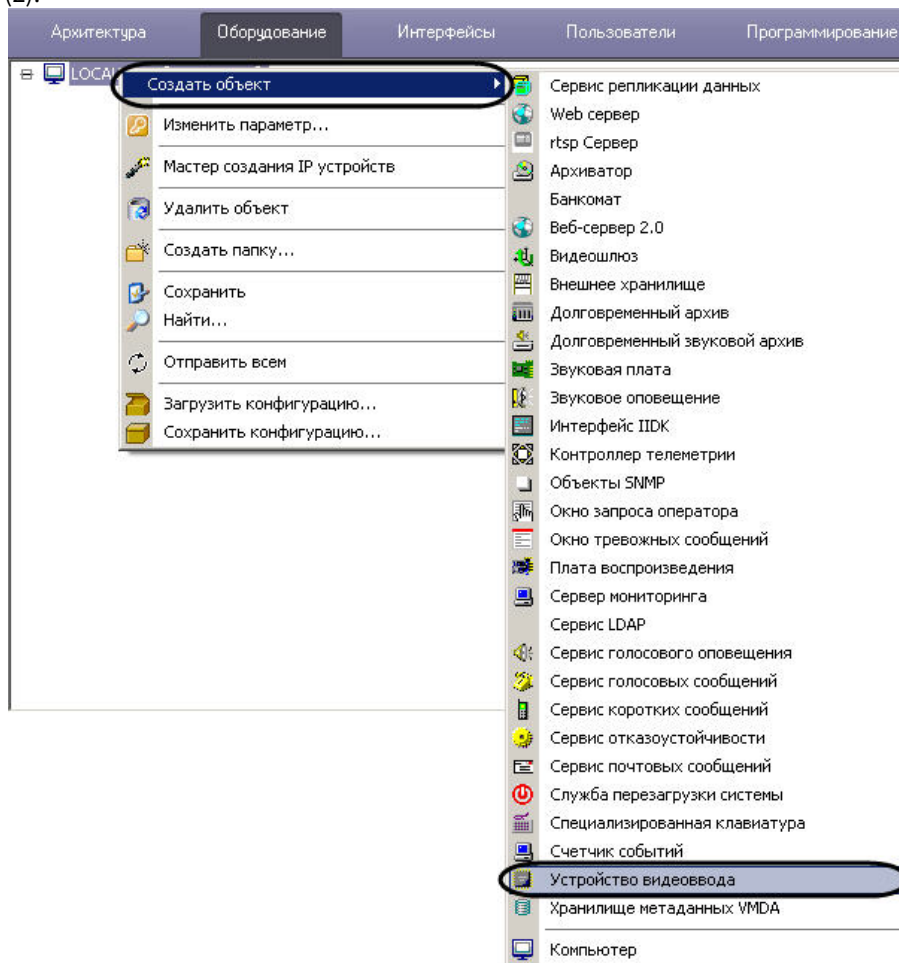 (2).
Архитектура Оборудование Интерфейсы Пользователи Программирование
LOCAL
Создать объект
Изменить параметр...
Мастер создания IP устройств
Удалить объект
Создать папку...
Сохранить
Найти...
Отправить всем
Загрузить конфигурацию...
Сохранить конфигурацию...
Сервис репликации данных
Web сервер
rtsp Сервер
Архиватор
Банкомат
Веб-сервер 2.0
Видеошлюз
Внешнее хранилище
Долговременный архив
Долговременный звуковой архив
Звуковая плата
Звуковое оповещение
Интерфейс IIDK
Контроллер телеметрии
Объекты SNMP
Окно запроса оператора
Окно тревожных сообщений
Плата воспроизведения
Сервер мониторинга
Сервис LDAP
Сервис голосового оповещения
Сервис голосовых сообщений
Сервис коротких сообщений
Сервис отказоустойчивости
Сервис почтовых сообщений
Служба перезагрузки системы
Специализированная клавиатура
Счетчик событий
Устройство видеоввода
Хранилище метаданных VMDA
Компьютер